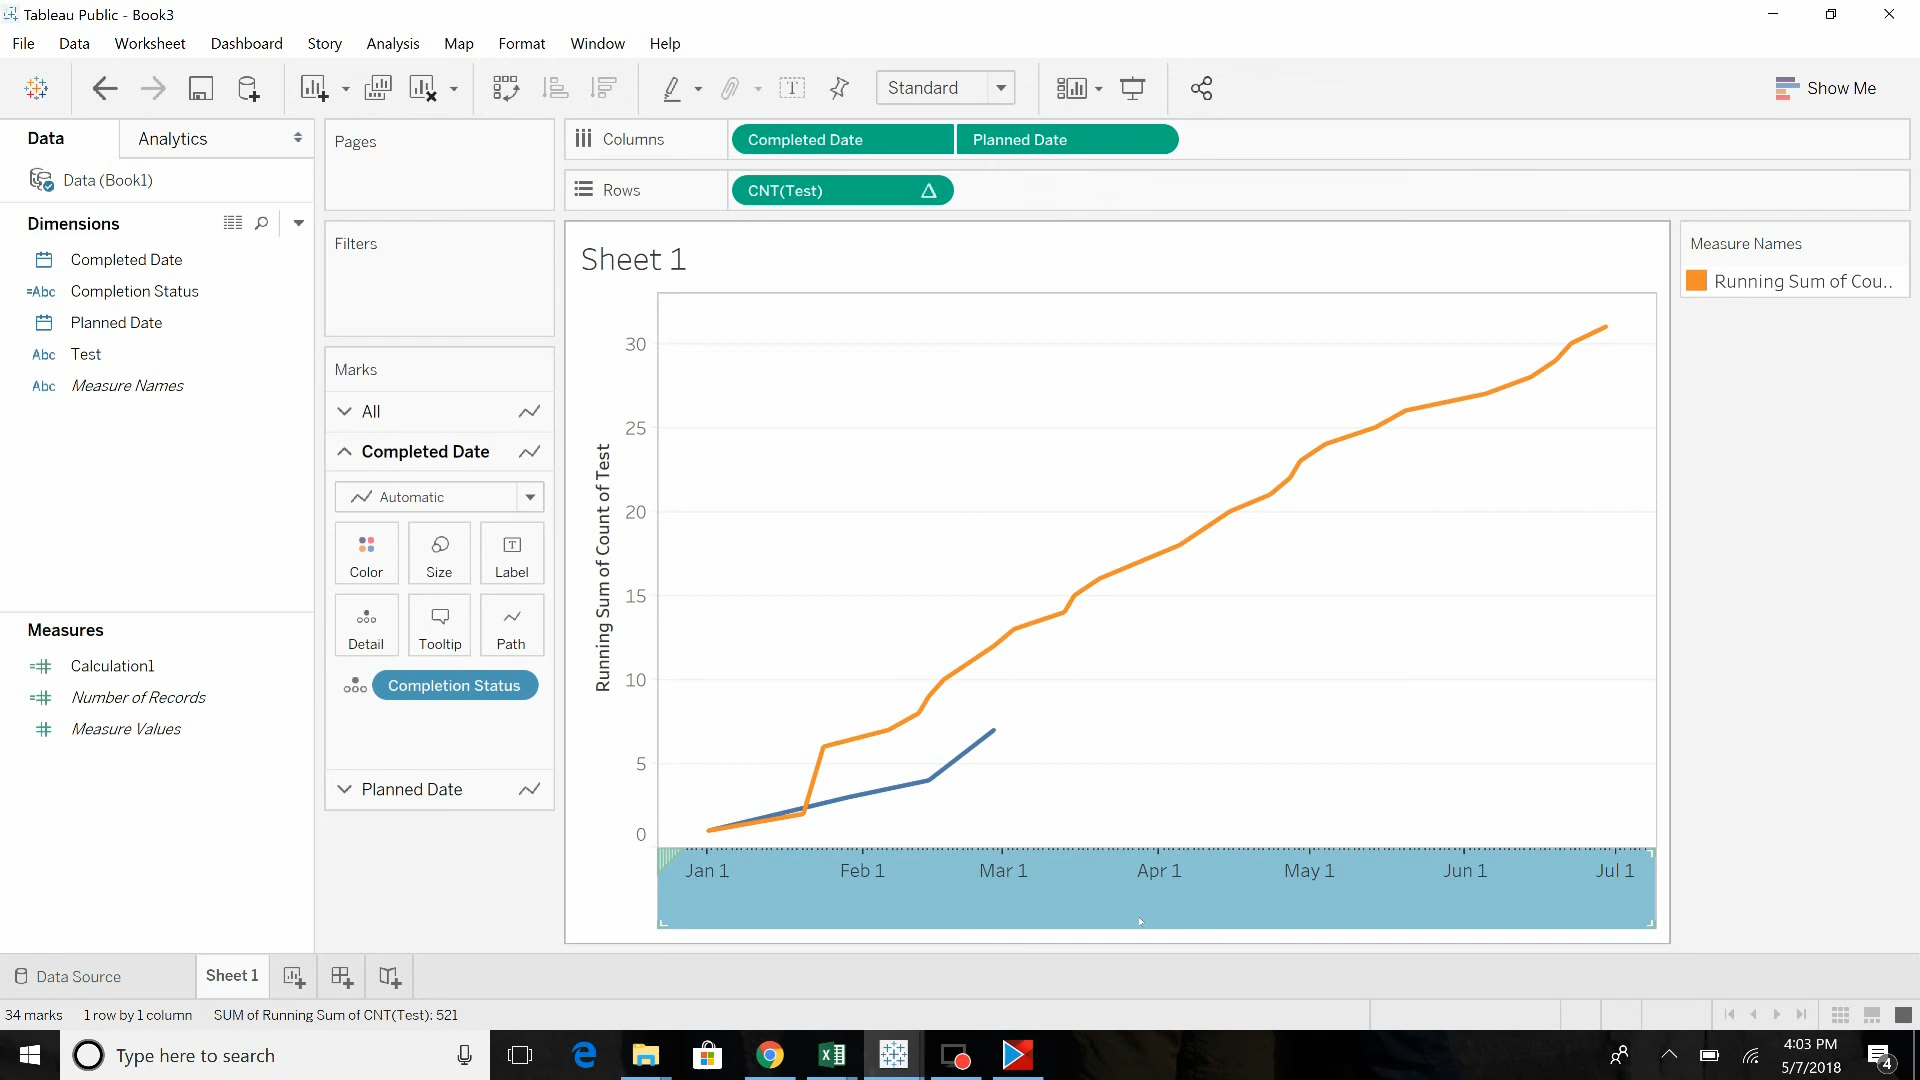 Tableau Public - Book3
File Data Worksheet Dashboard Story Analysis Map Format Window Help
Standard
Show Me
Data
Analytics
Data (Book1)
Dimensions
Completed Date
=Abc Completion Status
Planned Date
Abc Test
Abc Measure Names
Measures
=# Calculation1
=# Number of Records
# Measure Values
Pages
Filters
Marks
All
Completed Date
Automatic
Color Size Label
Detail Tooltip Path
Completion Status
Planned Date
Columns Completed Date Planned Date
Rows CNT(Test) Δ
Sheet 1
Running Sum of Count of Test
30
25
20
15
10
5
0
Jan 1 Feb 1 Mar 1 Apr 1 May 1 Jun 1 Jul 1
Measure Names
Running Sum of Cou..
Data Source Sheet 1
34 marks 1 row by 1 column SUM of Running Sum of CNT(Test): 521
Type here to search
4:03 PM
5/7/2018
4